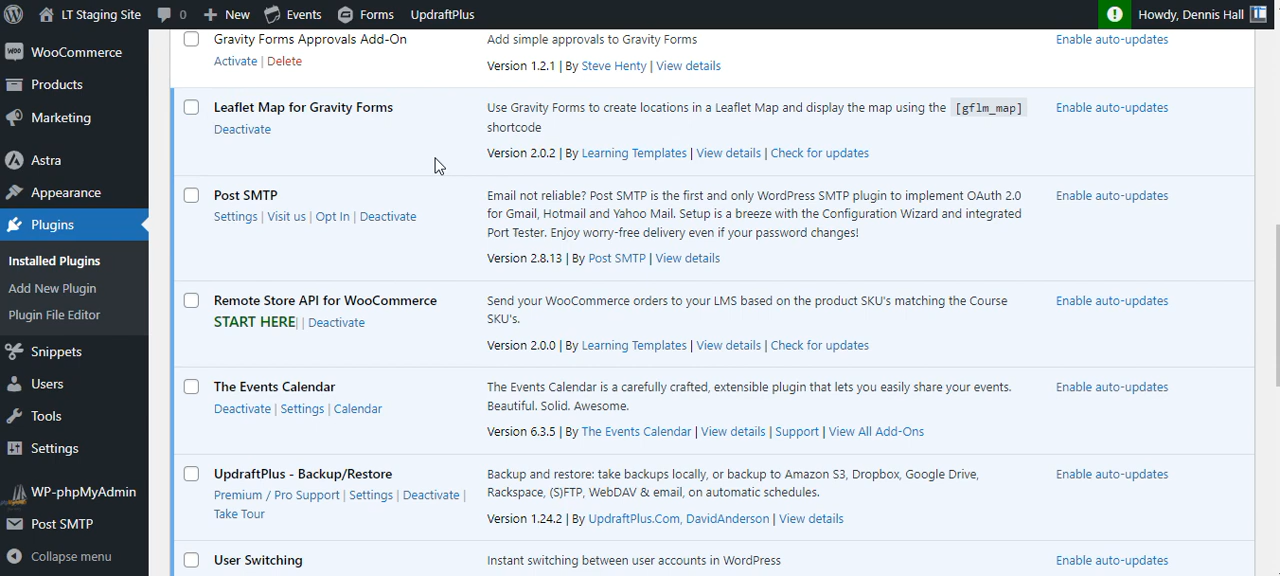 LT Staging Site 0 New Events Forms UpdraftPlus ! Howdy, Dennis Hall
WooCommerce
Products
Marketing
Astra
Appearance
Plugins
Installed Plugins
Add New Plugin
Plugin File Editor
Snippets
Users
Tools
Settings
WP-phpMyAdmin
Post SMTP
Collapse menu
Gravity Forms Approvals Add-On
Activate | Delete
Add simple approvals to Gravity Forms
Version 1.2.1 | By Steve Henty | View details
Enable auto-updates
Leaflet Map for Gravity Forms
Deactivate
Use Gravity Forms to create locations in a Leaflet Map and display the map using the [gflm_map]
shortcode
Version 2.0.2 | By Learning Templates | View details | Check for updates
Enable auto-updates
Post SMTP
Settings | Visit us | Opt In | Deactivate
Email not reliable? Post SMTP is the first and only WordPress SMTP plugin to implement OAuth 2.0
for Gmail, Hotmail and Yahoo Mail. Setup is a breeze with the Configuration Wizard and integrated
Port Tester. Enjoy worry-free delivery even if your password changes!
Version 2.8.13 | By Post SMTP | View details
Enable auto-updates
Remote Store API for WooCommerce
START HERE| | Deactivate
Send your WooCommerce orders to your LMS based on the product SKU's matching the Course
SKU's.
Version 2.0.0 | By Learning Templates | View details | Check for updates
Enable auto-updates
The Events Calendar
Deactivate | Settings | Calendar
The Events Calendar is a carefully crafted, extensible plugin that lets you easily share your events.
Beautiful. Solid. Awesome.
Version 6.3.5 | By The Events Calendar | View details | Support | View All Add-Ons
Enable auto-updates
UpdraftPlus - Backup/Restore
Premium / Pro Support | Settings | Deactivate |
Take Tour
Backup and restore: take backups locally, or backup to Amazon S3, Dropbox, Google Drive,
Rackspace, (S)FTP, WebDAV & email, on automatic schedules.
Version 1.24.2 | By UpdraftPlus.Com, DavidAnderson | View details
Enable auto-updates
User Switching
Instant switching between user accounts in WordPress
Enable auto-updates